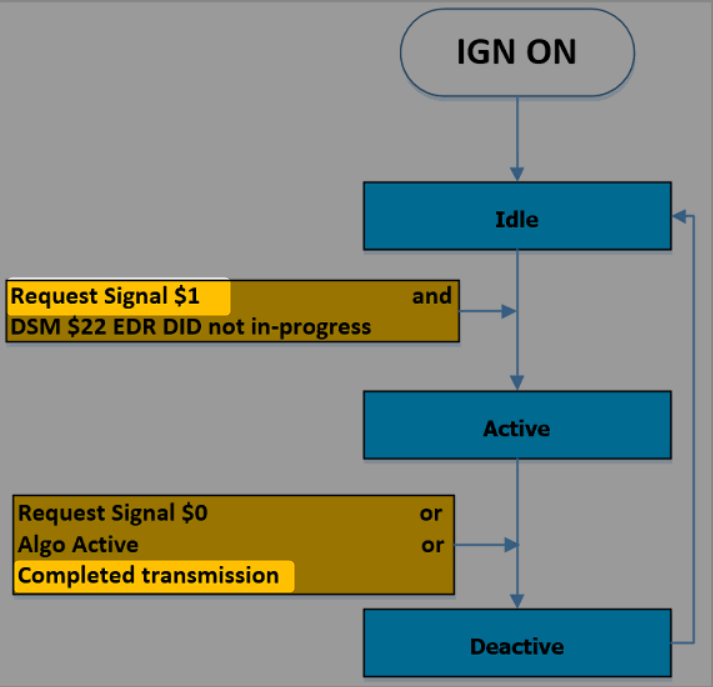 IGN ON
Idle
Request Signal $1 and
DSM $22 EDR DID not in-progress
Active
Request Signal $0 or
Algo Active or
Completed transmission
Deactive